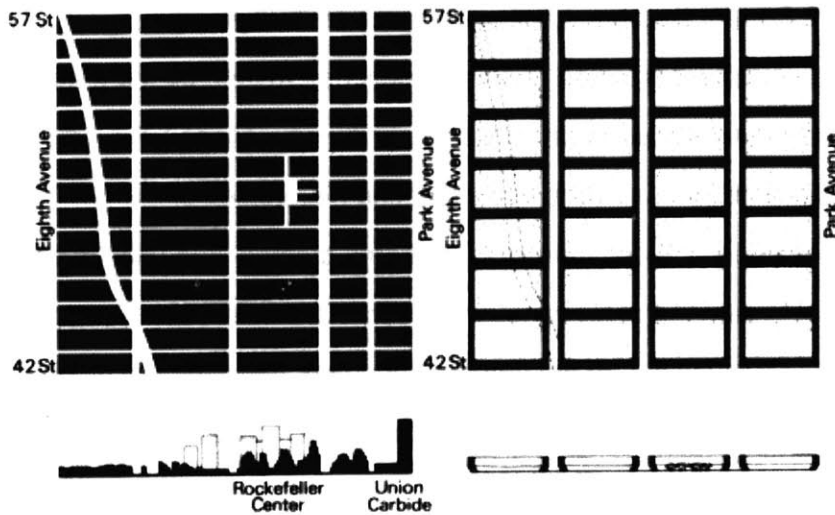 57 St
Eighth Avenue
42 St
Park Avenue
Rockefeller
Center
Union
Carbide
57 St
Eighth Avenue
42 St
Park Avenue